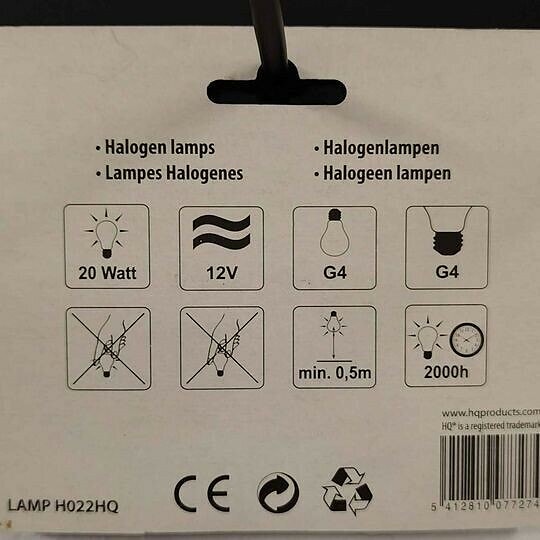 • Halogen lamps
• Lampes Halogenes
• Halogenlampen
• Halogeen lampen
20 Watt
12V
G4
G4
min. 0,5m
2000h
www.hqproducts.com
HQ® is a registered trademark
CE
LAMP H022HQ
5 412810 077274